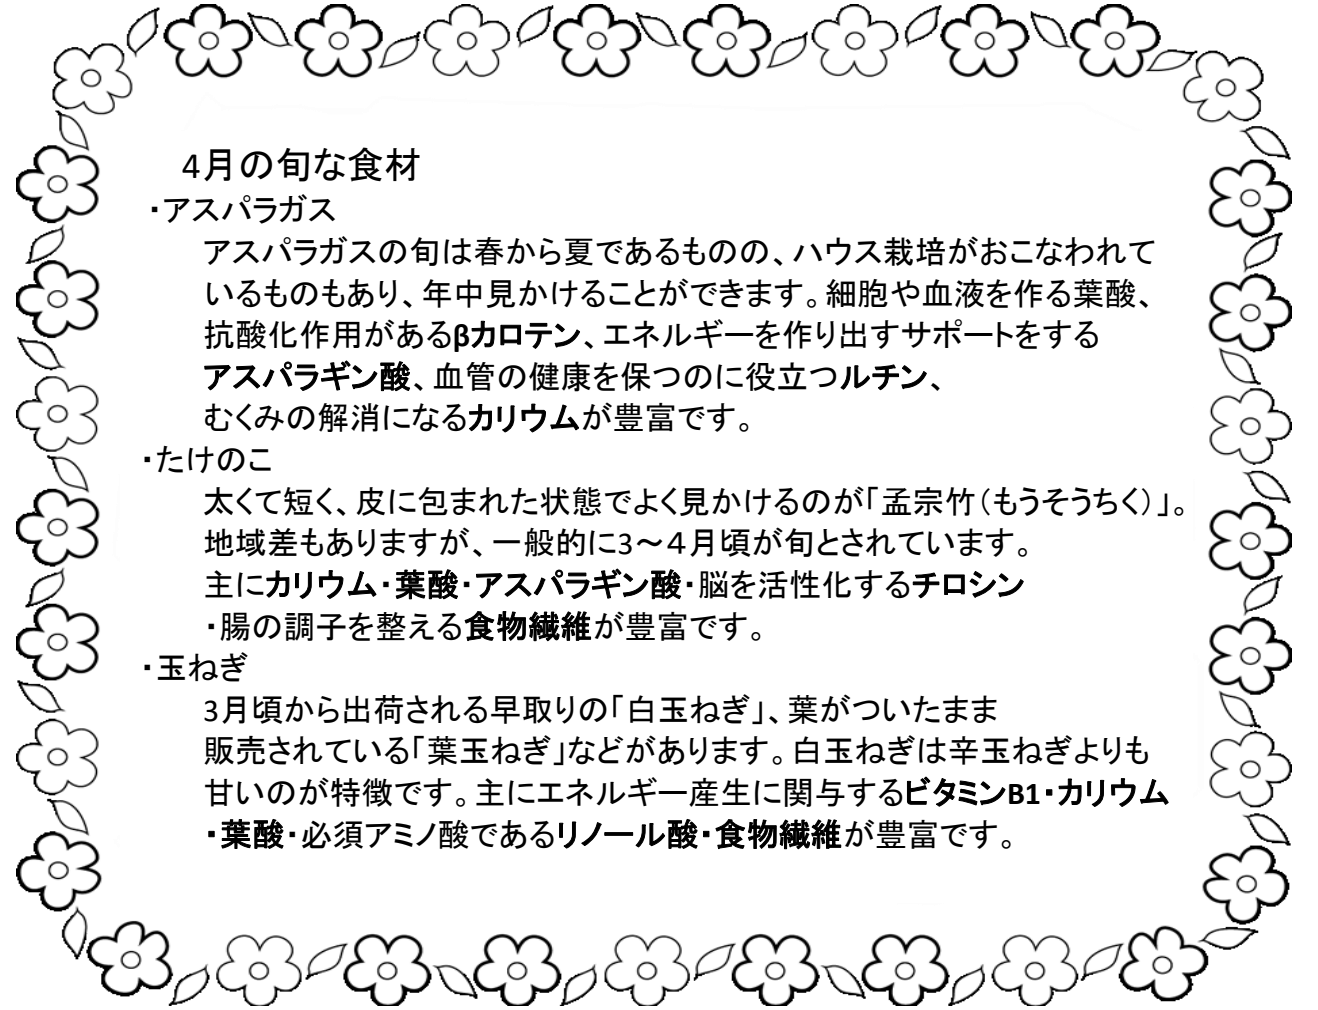 4月の旬な食材
・アスパラガス
アスパラガスの旬は春から夏であるものの、ハウス栽培がおこなわれて
いるものもあり、年中見かけることができます。細胞や血液を作る葉酸、
抗酸化作用があるβカロテン、エネルギーを作り出すサポートをする
アスパラギン酸、血管の健康を保つのに役立つルチン、
むくみの解消になるカリウムが豊富です。
・たけのこ
太くて短く、皮に包まれた状態でよく見かけるのが「孟宗竹（もうそうちく）」。
地域差もありますが、一般的に3～４月頃が旬とされています。
主にカリウム・葉酸・アスパラギン酸・脳を活性化するチロシン
・腸の調子を整える食物繊維が豊富です。
・玉ねぎ
3月頃から出荷される早取りの「白玉ねぎ」、葉がついたまま
販売されている「葉玉ねぎ」などがあります。白玉ねぎは辛玉ねぎよりも
甘いのが特徴です。主にエネルギー産生に関与するビタミンB1・カリウム
・葉酸・必須アミノ酸であるリノール酸・食物繊維が豊富です。